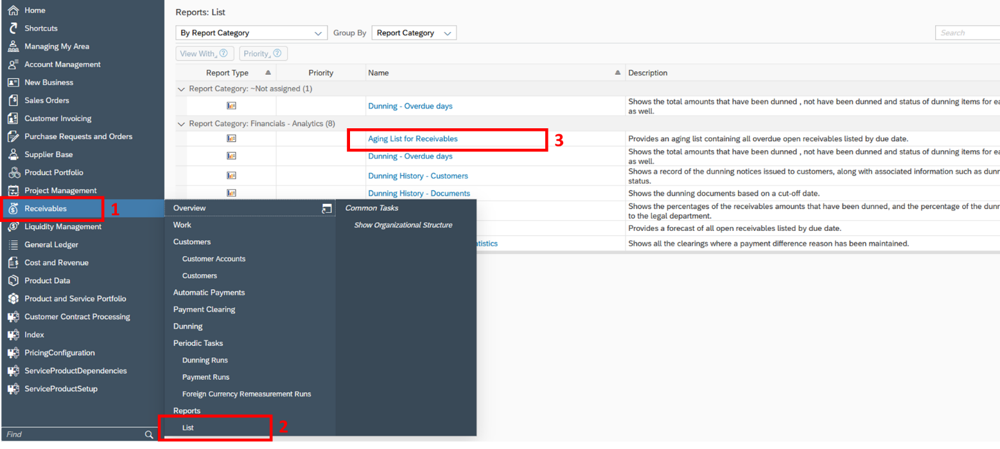 Home
Shortcuts
Managing My Area
Account Management
New Business
Sales Orders
Customer Invoicing
Purchase Requests and Orders
Supplier Base
Product Portfolio
Project Management
Receivables
1
Liquidity Management
General Ledger
Cost and Revenue
Product Data
Product and Service Portfolio
Customer Contract Processing
Index
PricingConfiguration
ServiceProductDependencies
ServiceProductSetup
Find
Reports: List
By Report Category Group By Report Category Search
View With Priority
Report Type Priority Name Description
Report Category: ~Not assigned (1)
Dunning - Overdue days Shows the total amounts that have been dunned , not have been dunned and status of dunning items for
as well.
Report Category: Financials - Analytics (8)
Aging List for Receivables 3 Provides an aging list containing all overdue open receivables listed by due date.
Dunning - Overdue days Shows the total amounts that have been dunned , not have been dunned and status of dunning items for
as well.
Dunning History - Customers Shows a record of the dunning notices issued to customers, along with associated information such as
status.
Dunning History - Documents Shows the dunning documents based on a cut-off date.
Shows the percentages of the receivables amounts that have been dunned, and the percentage of the
to the legal department.
Provides a forecast of all open receivables listed by due date.
tistics Shows all the clearings where a payment difference reason has been maintained.
Overview
Work
Customers
Customer Accounts
Customers
Automatic Payments
Payment Clearing
Dunning
Periodic Tasks
Dunning Runs
Payment Runs
Foreign Currency Remeasurement Runs
Reports
List
2
Common Tasks
Show Organizational Structure